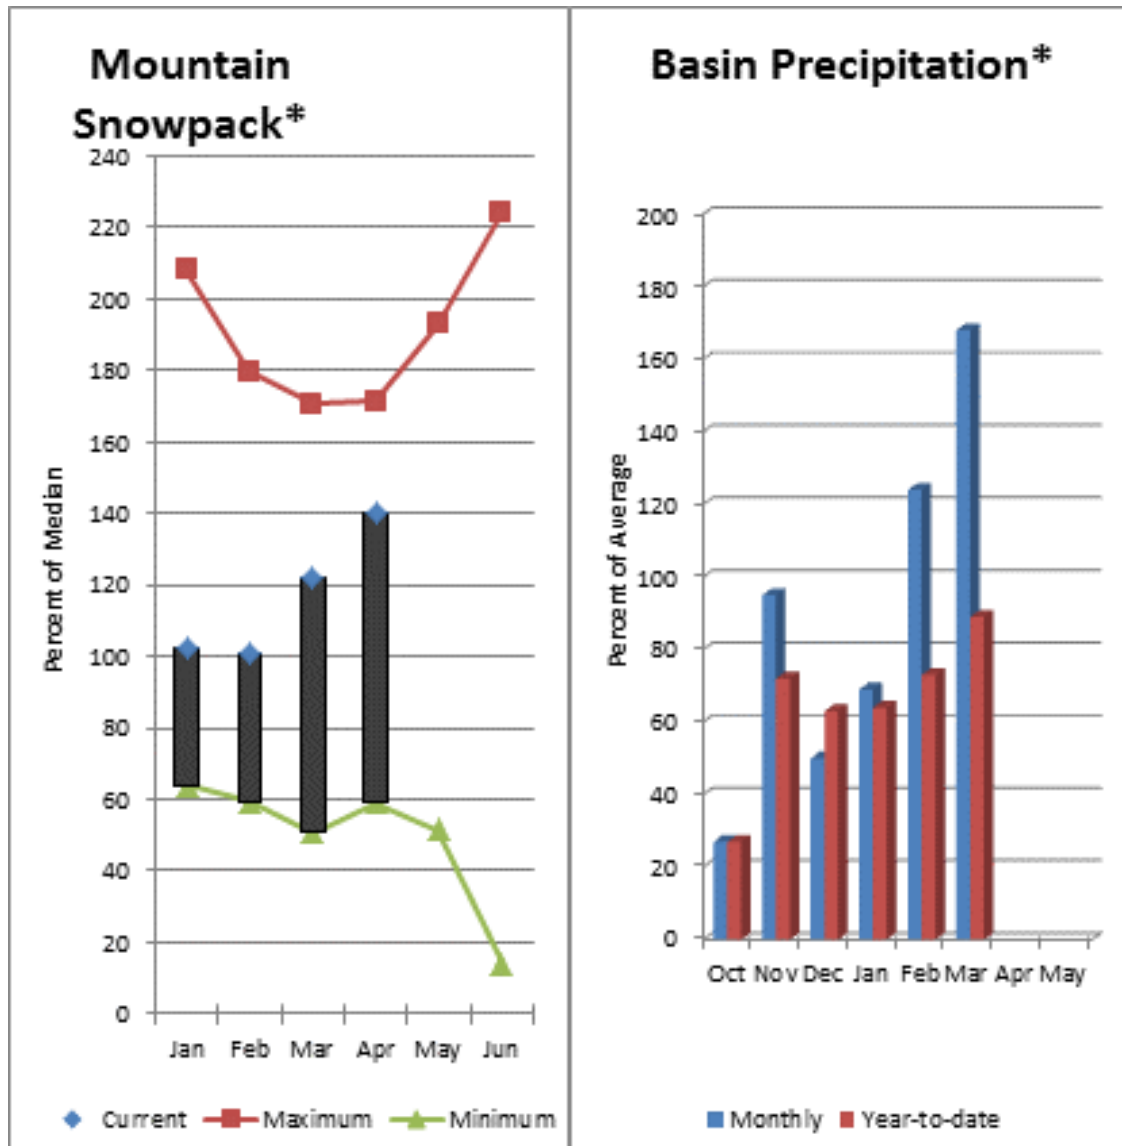 Mountain
Snowpack*
240
220
200
180
160
140
120
100
80
60
40
20
0
Percent of Median
Jan Feb Mar Apr May Jun
Current Maximum Minimum
Basin Precipitation*
200
180
160
140
120
100
80
60
40
20
0
Percent of Average
Oct Nov Dec Jan Feb Mar Apr May
Monthly Year-to-date